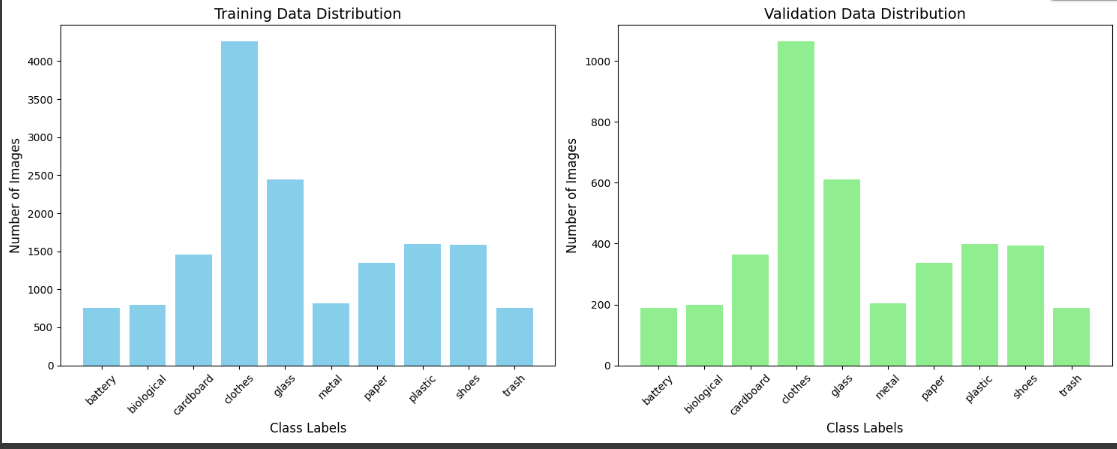 Training Data Distribution
Number of Images
4000
3500
3000
2500
2000
1500
1000
500
0
battery
biological
cardboard
clothes
glass
metal
paper
plastic
shoes
trash
Class Labels
Validation Data Distribution
Number of Images
1000
800
600
400
200
0
battery
biological
cardboard
clothes
glass
metal
paper
plastic
shoes
trash
Class Labels